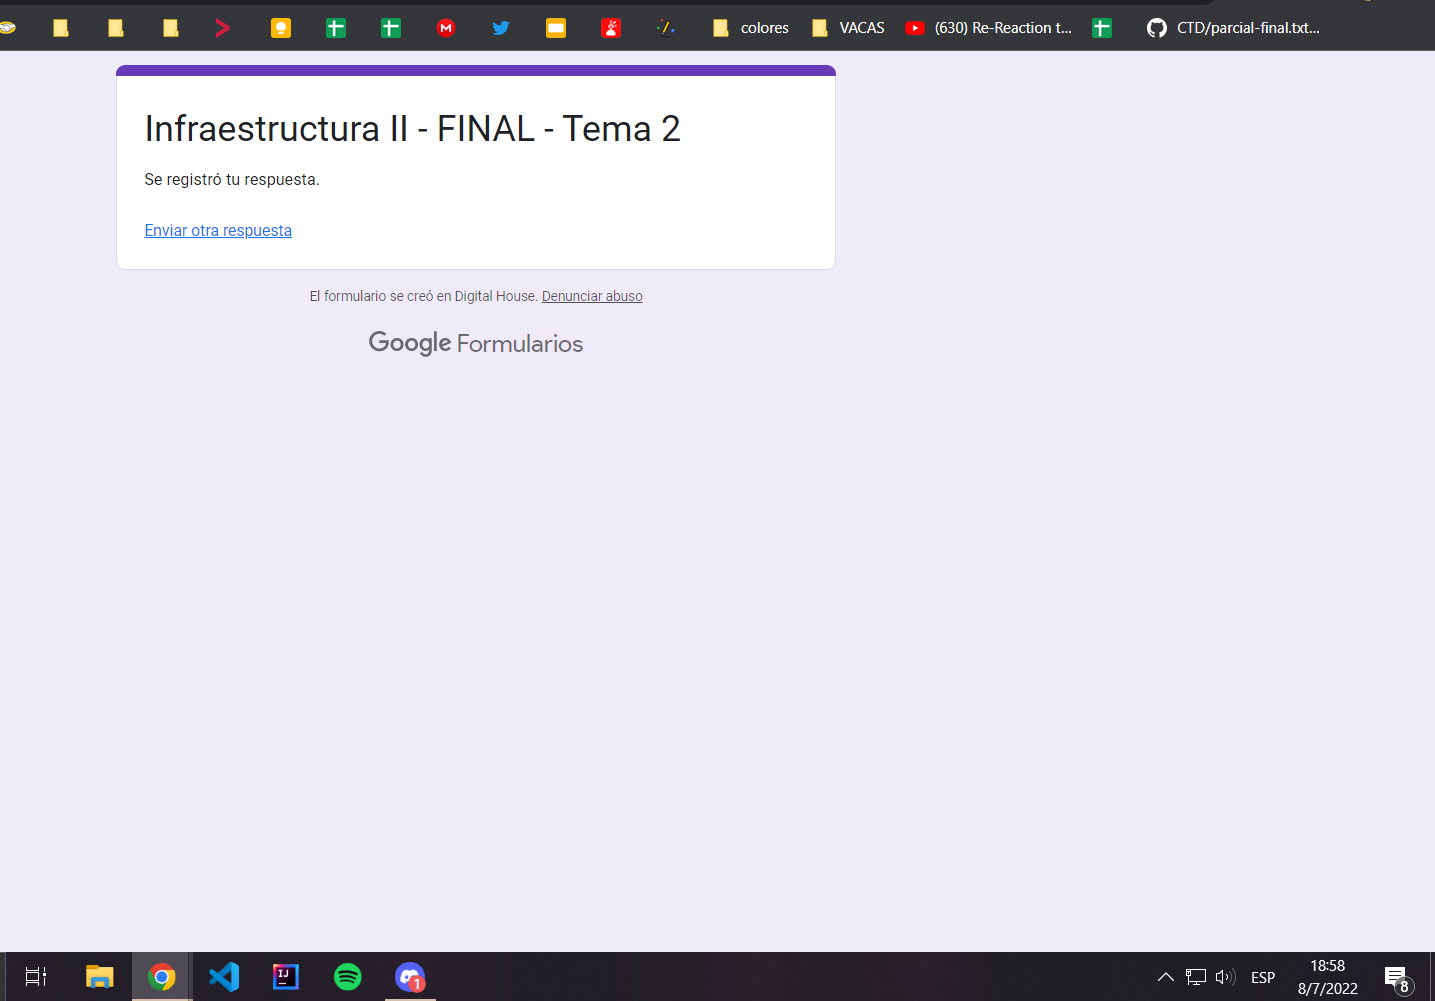 colores
VACAS
(630) Re-Reaction t...
CTD/parcial-final.txt...
Infraestructura II - FINAL - Tema 2
Se registró tu respuesta.
Enviar otra respuesta
El formulario se creó en Digital House. Denunciar abuso
Google Formularios
IJ
1
ESP
18:58
8/7/2022
8